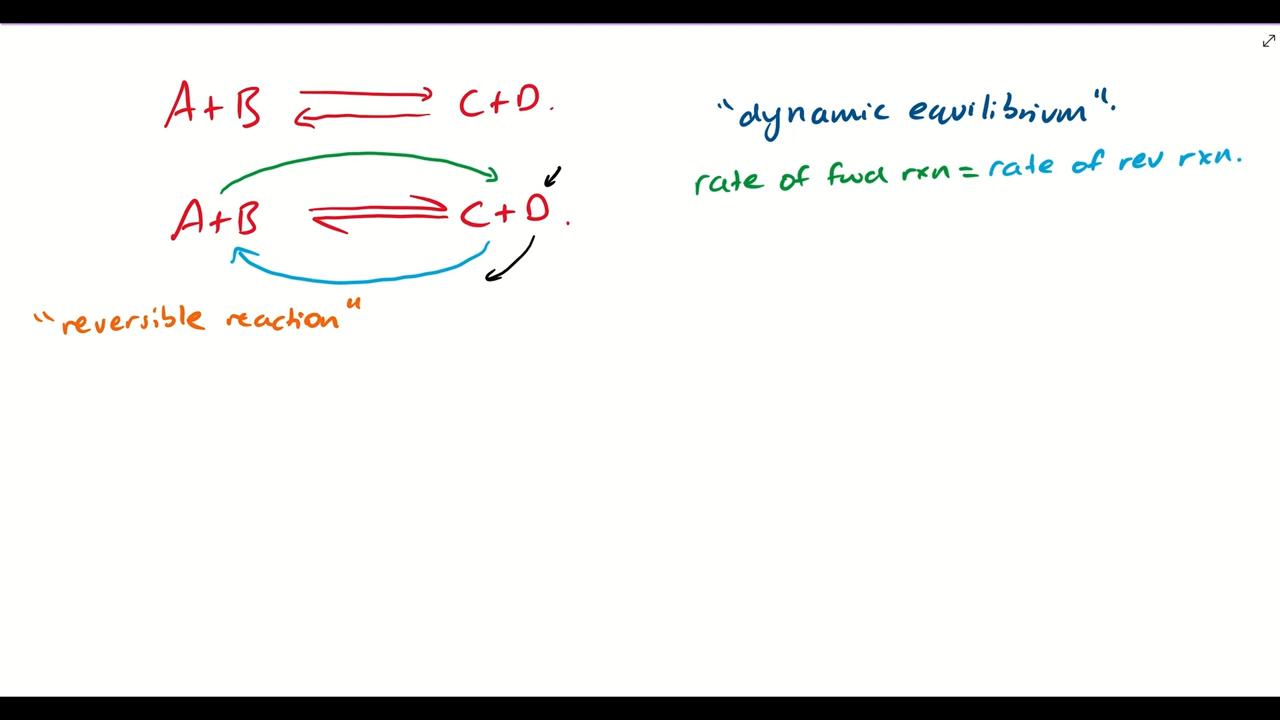 A + B ⇌ C + D.
A + B ⇌ C + D.
"reversible reaction"
"dynamic equilibrium".
rate of fwd rxn = rate of rev rxn.